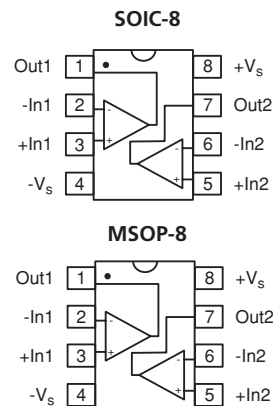 SOIC-8
Out1 1 8 +Vs
-In1 2 7 Out2
+In1 3 6 -In2
-Vs 4 5 +In2
- + - +
MSOP-8
Out1 1 8 +Vs
-In1 2 7 Out2
+In1 3 6 -In2
-Vs 4 5 +In2
- + - +